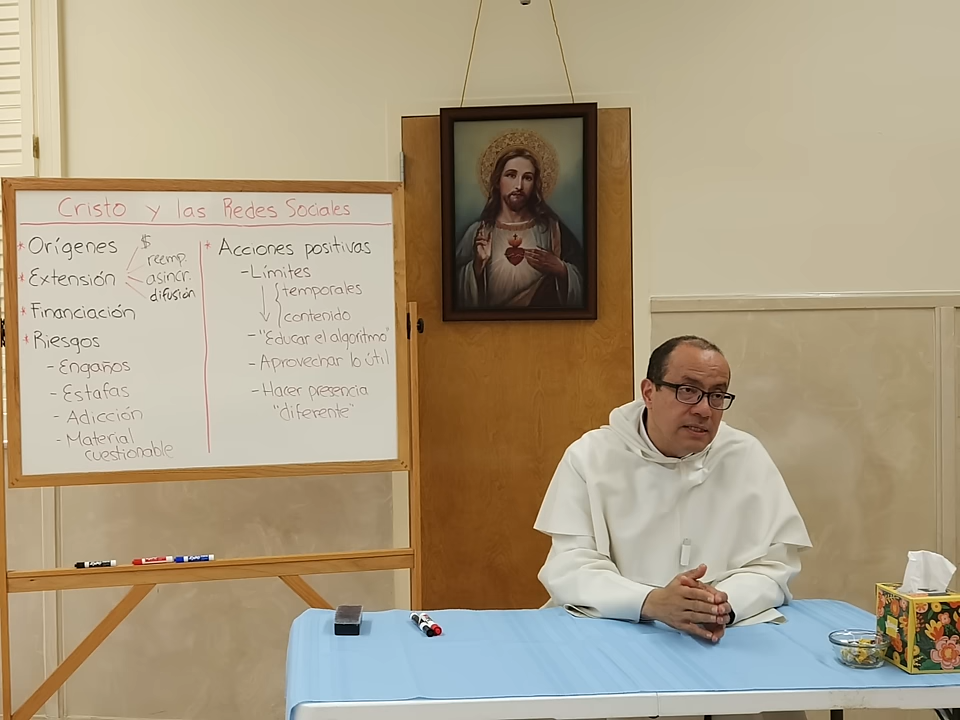 Cristo y las Redes Sociales
* Orígenes
* Extensión
$
reemp.
asincr.
difusión
* Financiación
* Riesgos
- Engaños
- Estafas
- Adicción
- Material
cuestionable
* Acciones positivas
- Límites
temporales
contenido
- "Educar el algoritmo"
- Aprovechar lo útil
- Hacer presencia
"diferente"